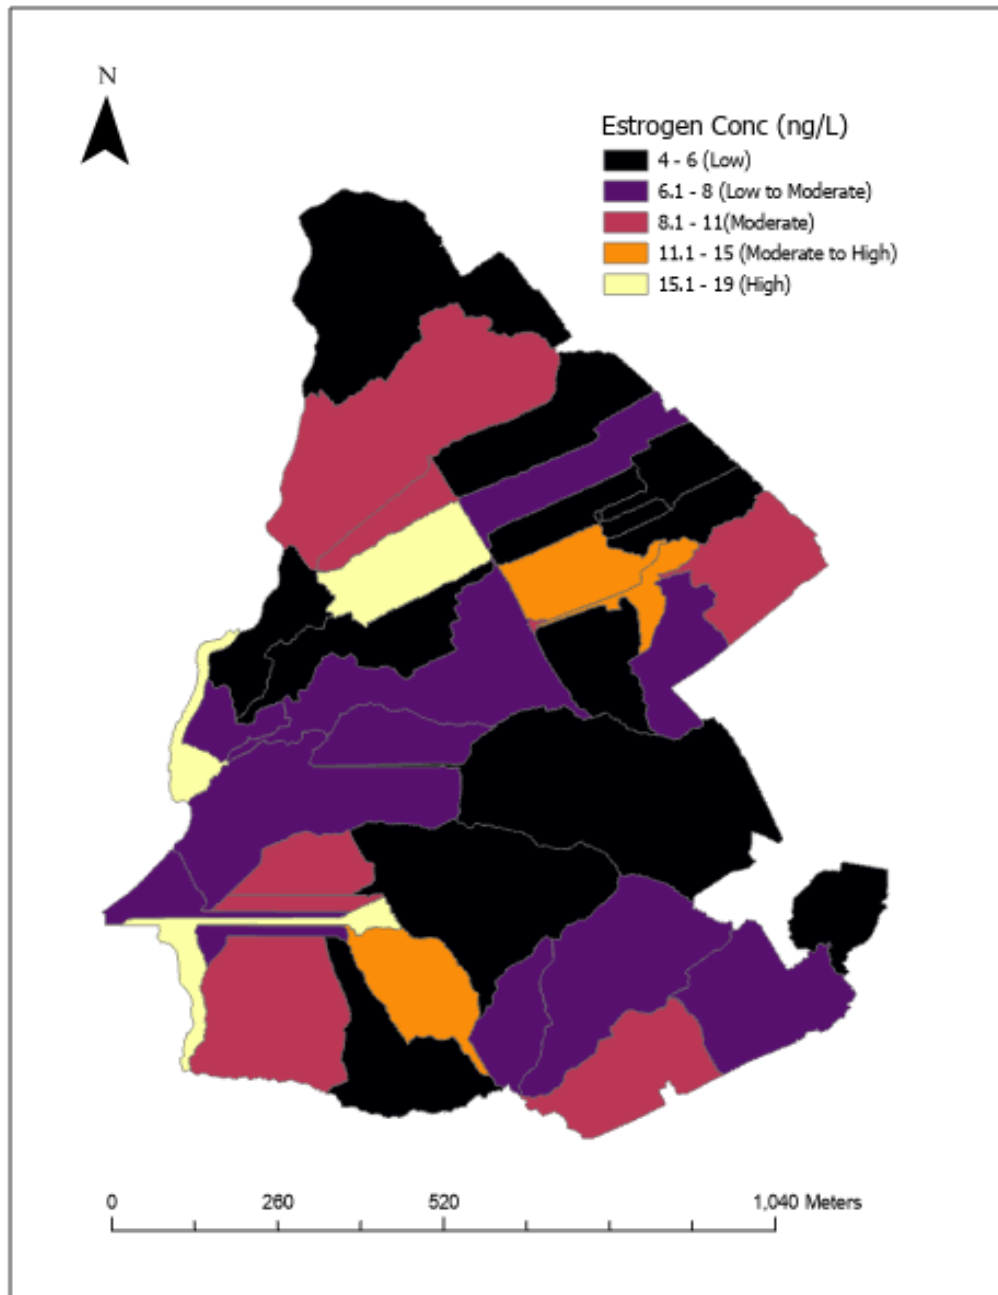 N
Estrogen Conc (ng/L)
4 - 6 (Low)
6.1 - 8 (Low to Moderate)
8.1 - 11(Moderate)
11.1 - 15 (Moderate to High)
15.1 - 19 (High)
0 260 520 1,040 Meters